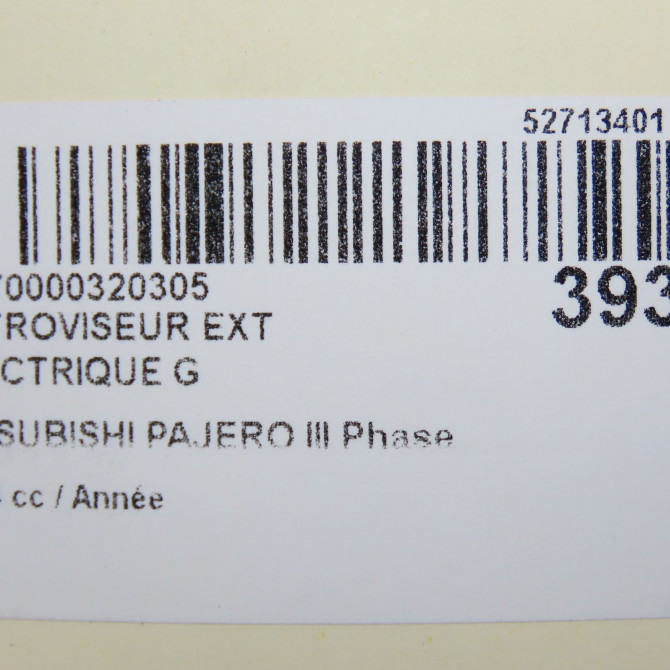 52713401
70000320305
393
TROVISEUR EXT
CTRIQUE G
SUBISHI PAJERO III Phase
cc / Année